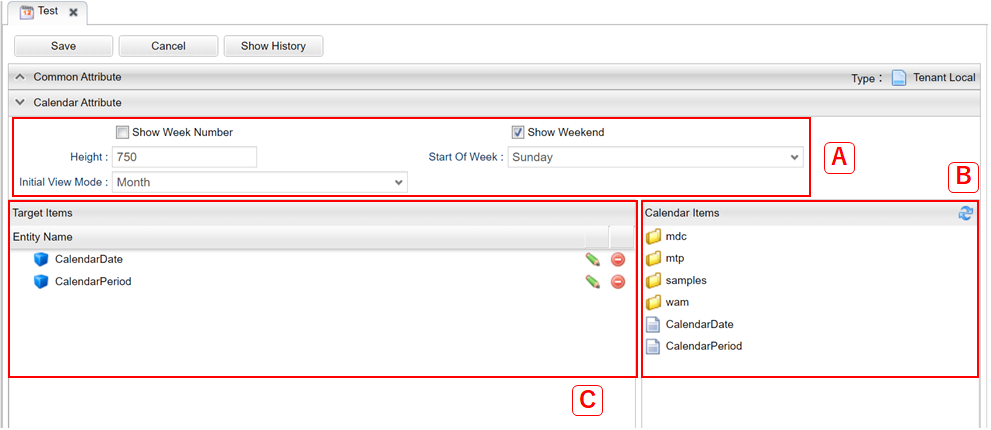 Test
Save Cancel Show History
Common Attribute Type : Tenant Local
Calendar Attribute
Show Week Number Show Weekend
Height : 750 Start Of Week : Sunday
Initial View Mode : Month
A
B
Target Items Calendar Items
Entity Name mdc
CalendarDate mtp
CalendarPeriod samples
wam
CalendarDate
CalendarPeriod
C